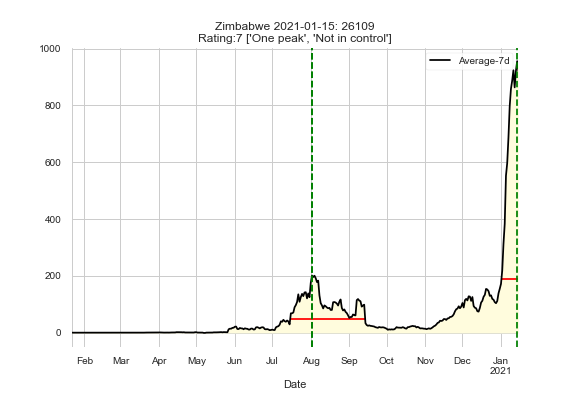 Zimbabwe 2021-01-15: 26109
Rating:7 ['One peak', 'Not in control']
Average-7d
1000
800
600
400
200
0
Feb Mar Apr May Jun Jul Aug Sep Oct Nov Dec Jan
2021
Date